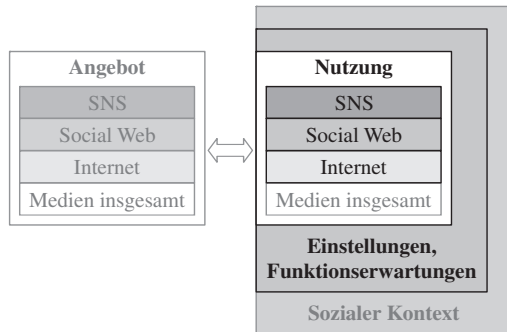 Angebot
SNS
Social Web
Internet
Medien insgesamt
Nutzung
SNS
Social Web
Internet
Medien insgesamt
Einstellungen,
Funktionserwartungen
Sozialer Kontext